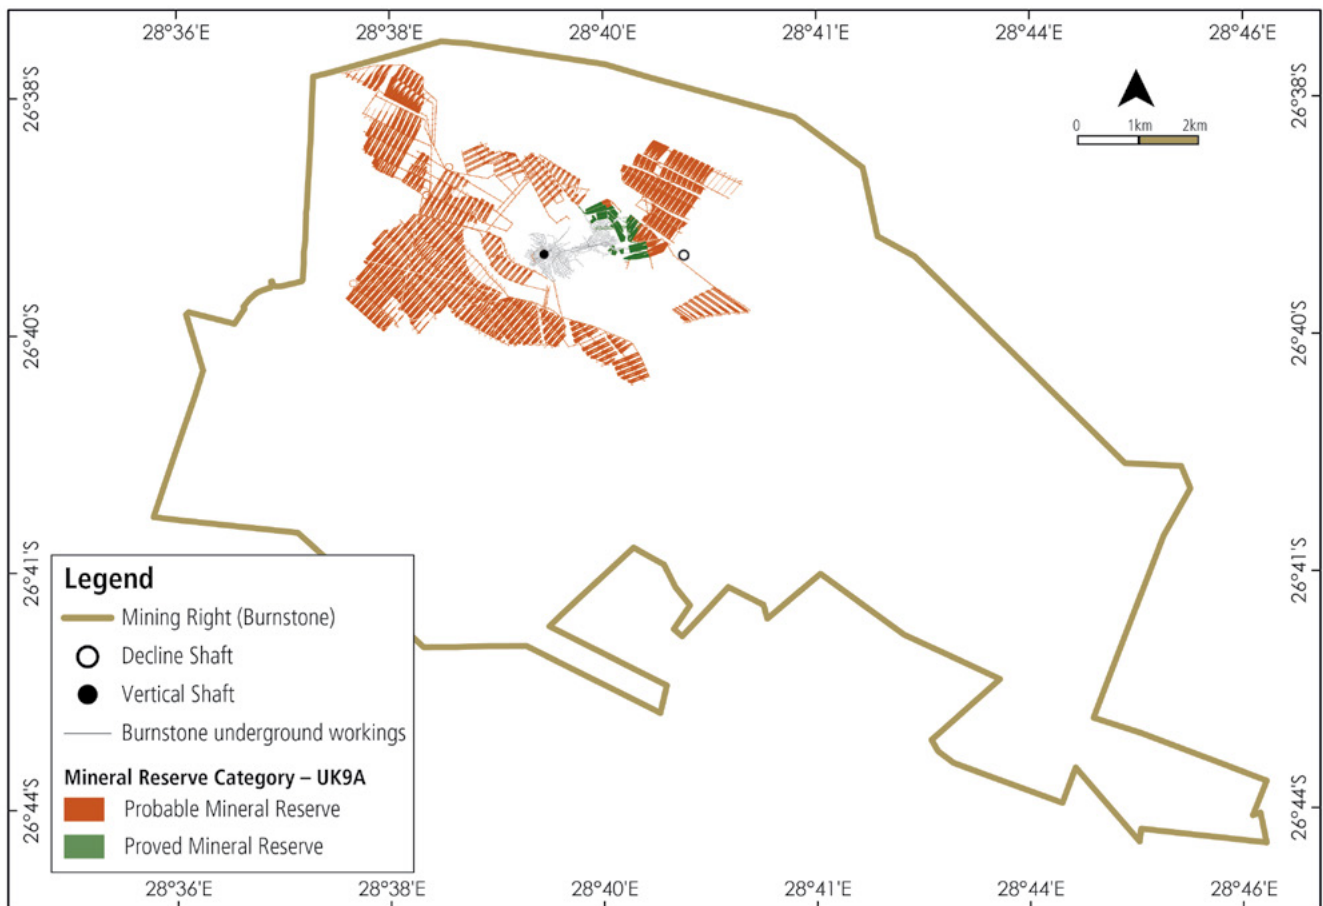 28°36'E 28°38'E 28°40'E 28°41'E 28°44'E 28°46'E
26°38'S 26°38'S
0 1km 2km
26°40'S 26°40'S
26°41'S 26°41'S
Legend
Mining Right (Burnstone)
Decline Shaft
Vertical Shaft
Burnstone underground workings
Mineral Reserve Category – UK9A
Probable Mineral Reserve
Proved Mineral Reserve
26°44'S 26°44'S
28°36'E 28°38'E 28°40'E 28°41'E 28°44'E 28°46'E